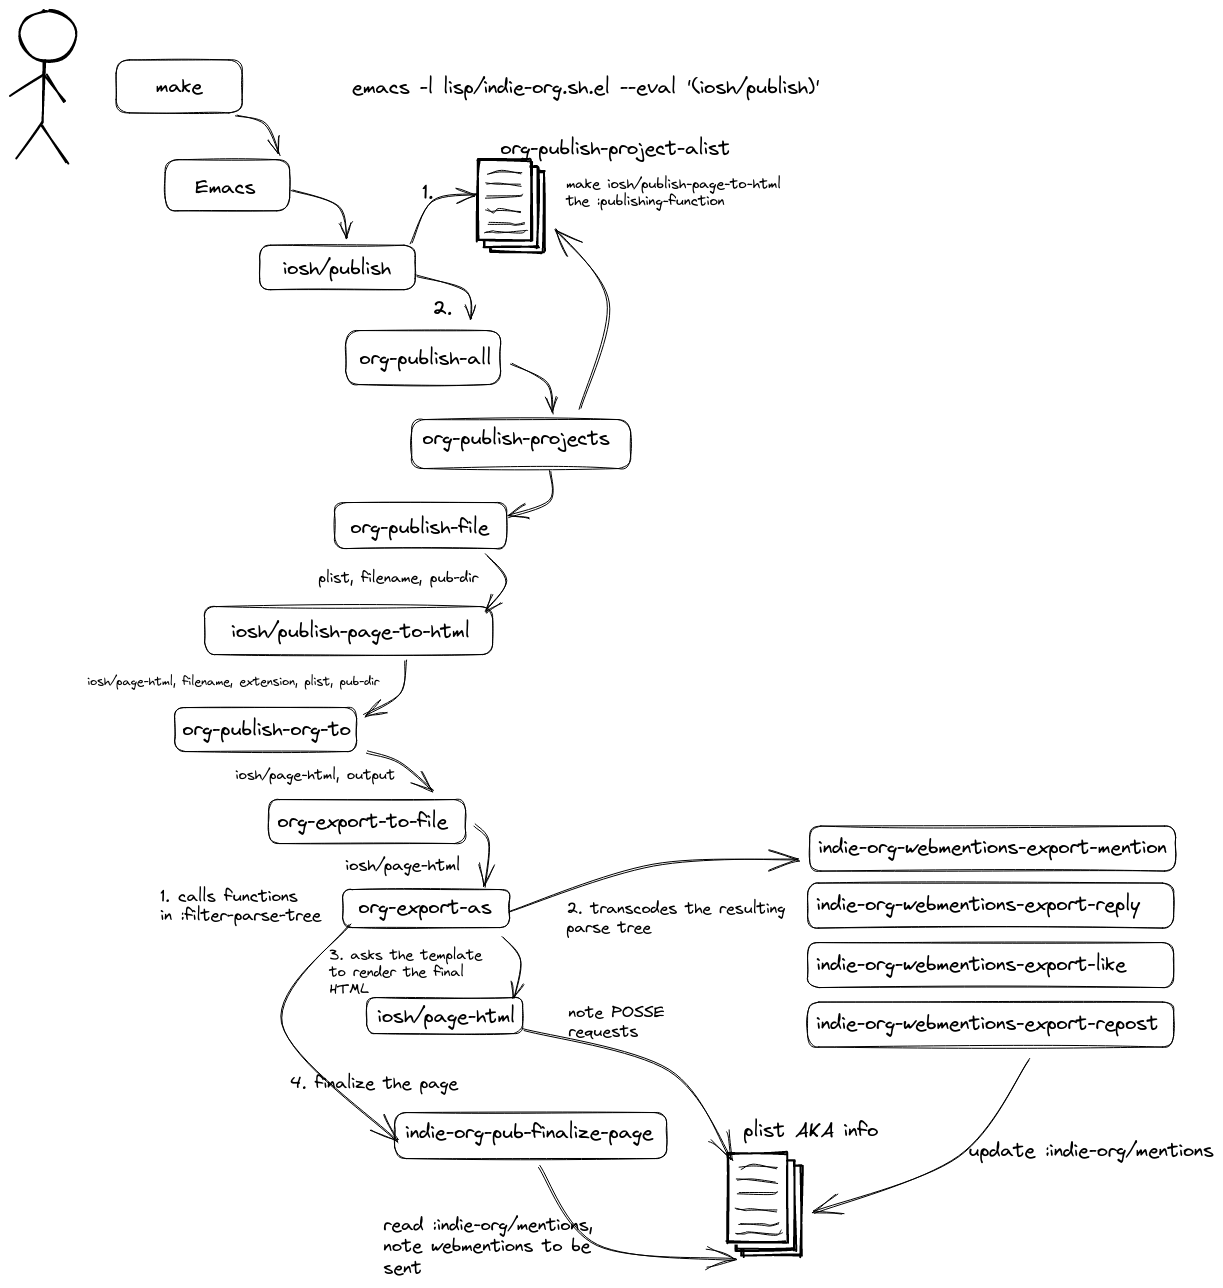 make
emacs -l lisp/indie-org.sh.el --eval '(iosh/publish)'
org-publish-project-alist
Emacs
1.
make iosh/publish-page-to-html
the :publishing-function
iosh/publish
2.
org-publish-all
org-publish-projects
org-publish-file
plist, filename, pub-dir
iosh/publish-page-to-html
iosh/page-html, filename, extension, plist, pub-dir
org-publish-org-to
iosh/page-html, output
org-export-to-file
iosh/page-html
1. calls functions
in :filter-parse-tree
org-export-as
2. transcodes the resulting
parse tree
indie-org-webmentions-export-mention
indie-org-webmentions-export-reply
indie-org-webmentions-export-like
indie-org-webmentions-export-repost
3. asks the template
to render the final
HTML
iosh/page-html
note POSSE
requests
4. finalize the page
indie-org-pub-finalize-page
plist AKA info
update :indie-org/mentions
read :indie-org/mentions,
note webmentions to be
sent